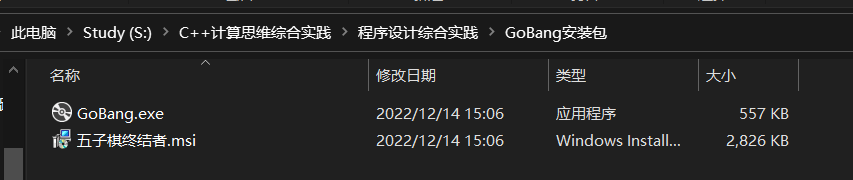 此电脑 > Study (S:) > C++计算思维综合实践 > 程序设计综合实践 > GoBang安装包
名称 修改日期 类型 大小
GoBang.exe 2022/12/14 15:06 应用程序 557 KB
五子棋终结者.msi 2022/12/14 15:06 Windows Install... 2,826 KB